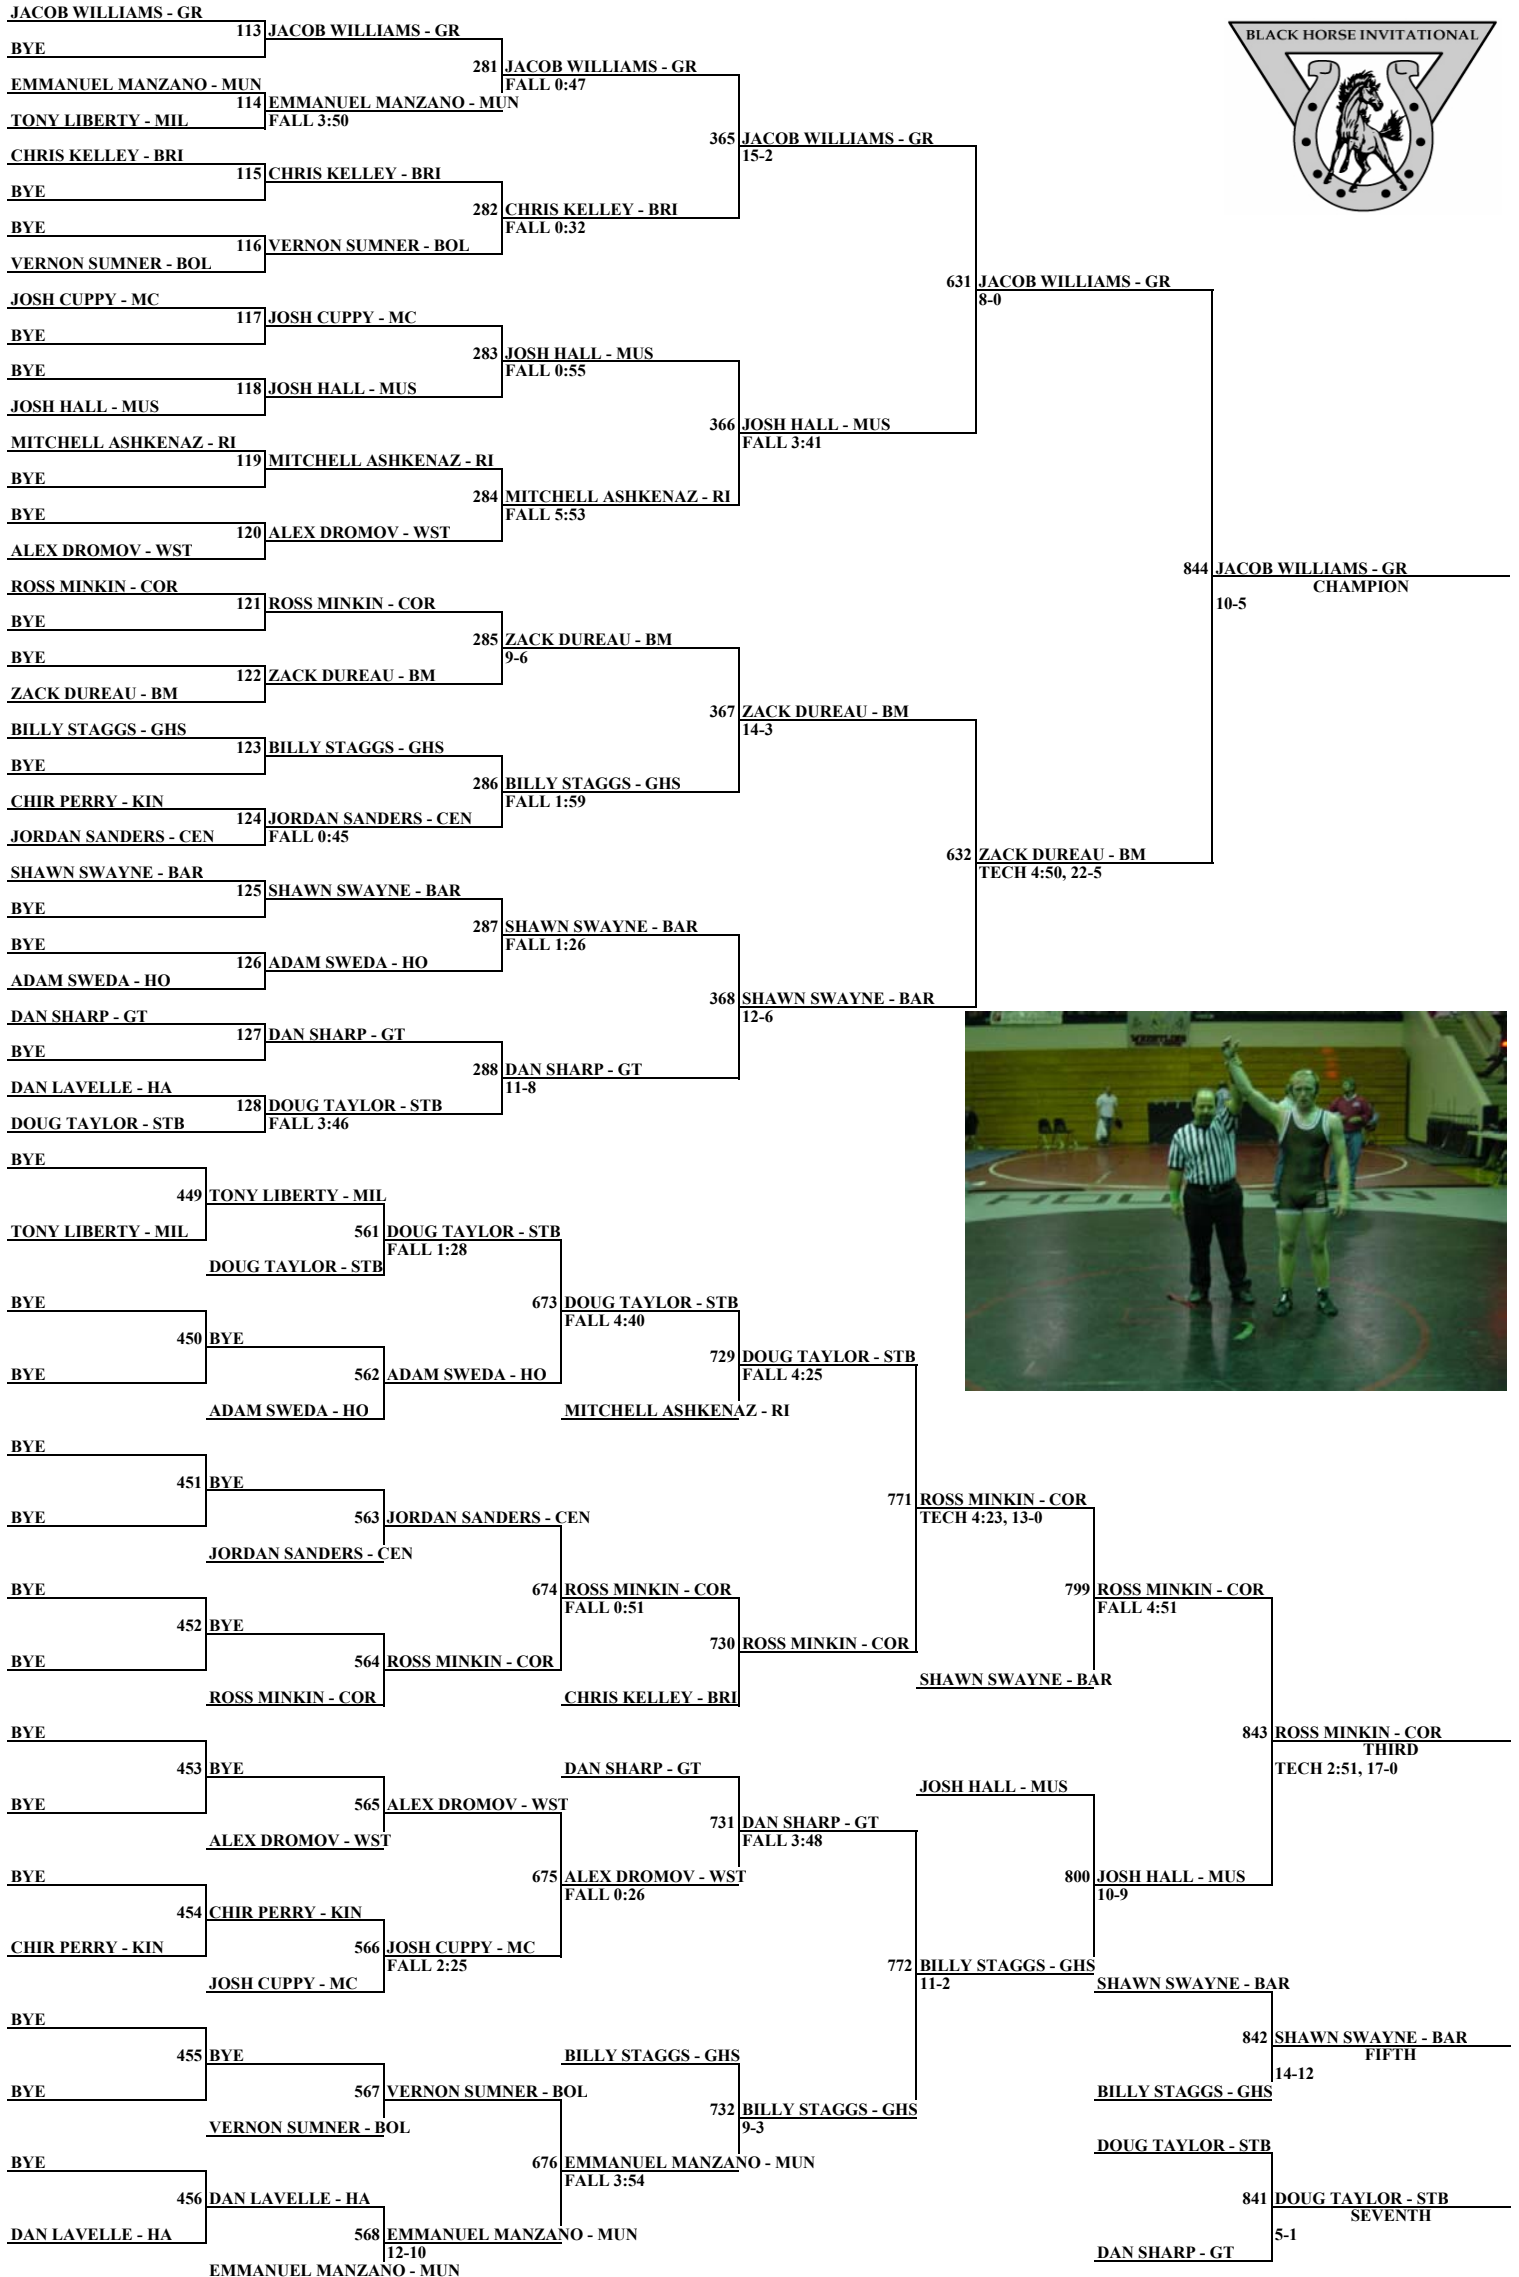 JACOB WILLIAMS - GR
113 JACOB WILLIAMS - GR
BYE
281 JACOB WILLIAMS - GR
FALL 0:47
EMMANUEL MANZANO - MUN
114 EMMANUEL MANZANO - MUN
FALL 3:50
TONY LIBERTY - MIL
365 JACOB WILLIAMS - GR
15-2
CHRIS KELLEY - BRI
115 CHRIS KELLEY - BRI
BYE
282 CHRIS KELLEY - BRI
FALL 0:32
BYE
116 VERNON SUMNER - BOL
VERNON SUMNER - BOL
631 JACOB WILLIAMS - GR
8-0
JOSH CUPPY - MC
117 JOSH CUPPY - MC
BYE
283 JOSH HALL - MUS
FALL 0:55
BYE
118 JOSH HALL - MUS
JOSH HALL - MUS
366 JOSH HALL - MUS
FALL 3:41
MITCHELL ASHKENAZ - RI
119 MITCHELL ASHKENAZ - RI
BYE
284 MITCHELL ASHKENAZ - RI
FALL 5:53
BYE
120 ALEX DROMOV - WST
ALEX DROMOV - WST
844 JACOB WILLIAMS - GR
CHAMPION
10-5
ROSS MINKIN - COR
121 ROSS MINKIN - COR
BYE
285 ZACK DUREAU - BM
9-6
BYE
122 ZACK DUREAU - BM
ZACK DUREAU - BM
367 ZACK DUREAU - BM
14-3
BILLY STAGGS - GHS
123 BILLY STAGGS - GHS
BYE
286 BILLY STAGGS - GHS
FALL 1:59
CHIR PERRY - KIN
124 JORDAN SANDERS - CEN
FALL 0:45
JORDAN SANDERS - CEN
632 ZACK DUREAU - BM
TECH 4:50, 22-5
SHAWN SWAYNE - BAR
125 SHAWN SWAYNE - BAR
BYE
287 SHAWN SWAYNE - BAR
FALL 1:26
BYE
126 ADAM SWEDA - HO
ADAM SWEDA - HO
368 SHAWN SWAYNE - BAR
12-6
DAN SHARP - GT
127 DAN SHARP - GT
BYE
288 DAN SHARP - GT
11-8
DAN LAVELLE - HA
128 DOUG TAYLOR - STB
FALL 3:46
DOUG TAYLOR - STB
BLACK HORSE INVITATIONAL
WRESTLING
HOUSTON
BYE
449 TONY LIBERTY - MIL
TONY LIBERTY - MIL
561 DOUG TAYLOR - STB
FALL 1:28
DOUG TAYLOR - STB
BYE
673 DOUG TAYLOR - STB
FALL 4:40
450 BYE
729 DOUG TAYLOR - STB
FALL 4:25
BYE
562 ADAM SWEDA - HO
ADAM SWEDA - HO
MITCHELL ASHKENAZ - RI
BYE
451 BYE
771 ROSS MINKIN - COR
TECH 4:23, 13-0
BYE
563 JORDAN SANDERS - CEN
JORDAN SANDERS - CEN
BYE
674 ROSS MINKIN - COR
FALL 0:51
799 ROSS MINKIN - COR
FALL 4:51
452 BYE
730 ROSS MINKIN - COR
BYE
564 ROSS MINKIN - COR
SHAWN SWAYNE - BAR
ROSS MINKIN - COR
CHRIS KELLEY - BRI
BYE
843 ROSS MINKIN - COR
THIRD
TECH 2:51, 17-0
453 BYE
DAN SHARP - GT
JOSH HALL - MUS
BYE
565 ALEX DROMOV - WST
731 DAN SHARP - GT
FALL 3:48
ALEX DROMOV - WST
BYE
675 ALEX DROMOV - WST
FALL 0:26
800 JOSH HALL - MUS
10-9
454 CHIR PERRY - KIN
CHIR PERRY - KIN
566 JOSH CUPPY - MC
FALL 2:25
772 BILLY STAGGS - GHS
11-2
JOSH CUPPY - MC
SHAWN SWAYNE - BAR
BYE
842 SHAWN SWAYNE - BAR
FIFTH
14-12
455 BYE
BILLY STAGGS - GHS
BYE
567 VERNON SUMNER - BOL
BILLY STAGGS - GHS
732 BILLY STAGGS - GHS
9-3
VERNON SUMNER - BOL
DOUG TAYLOR - STB
BYE
676 EMMANUEL MANZANO - MUN
FALL 3:54
456 DAN LAVELLE - HA
841 DOUG TAYLOR - STB
SEVENTH
5-1
DAN LAVELLE - HA
568 EMMANUEL MANZANO - MUN
12-10
DAN SHARP - GT
EMMANUEL MANZANO - MUN